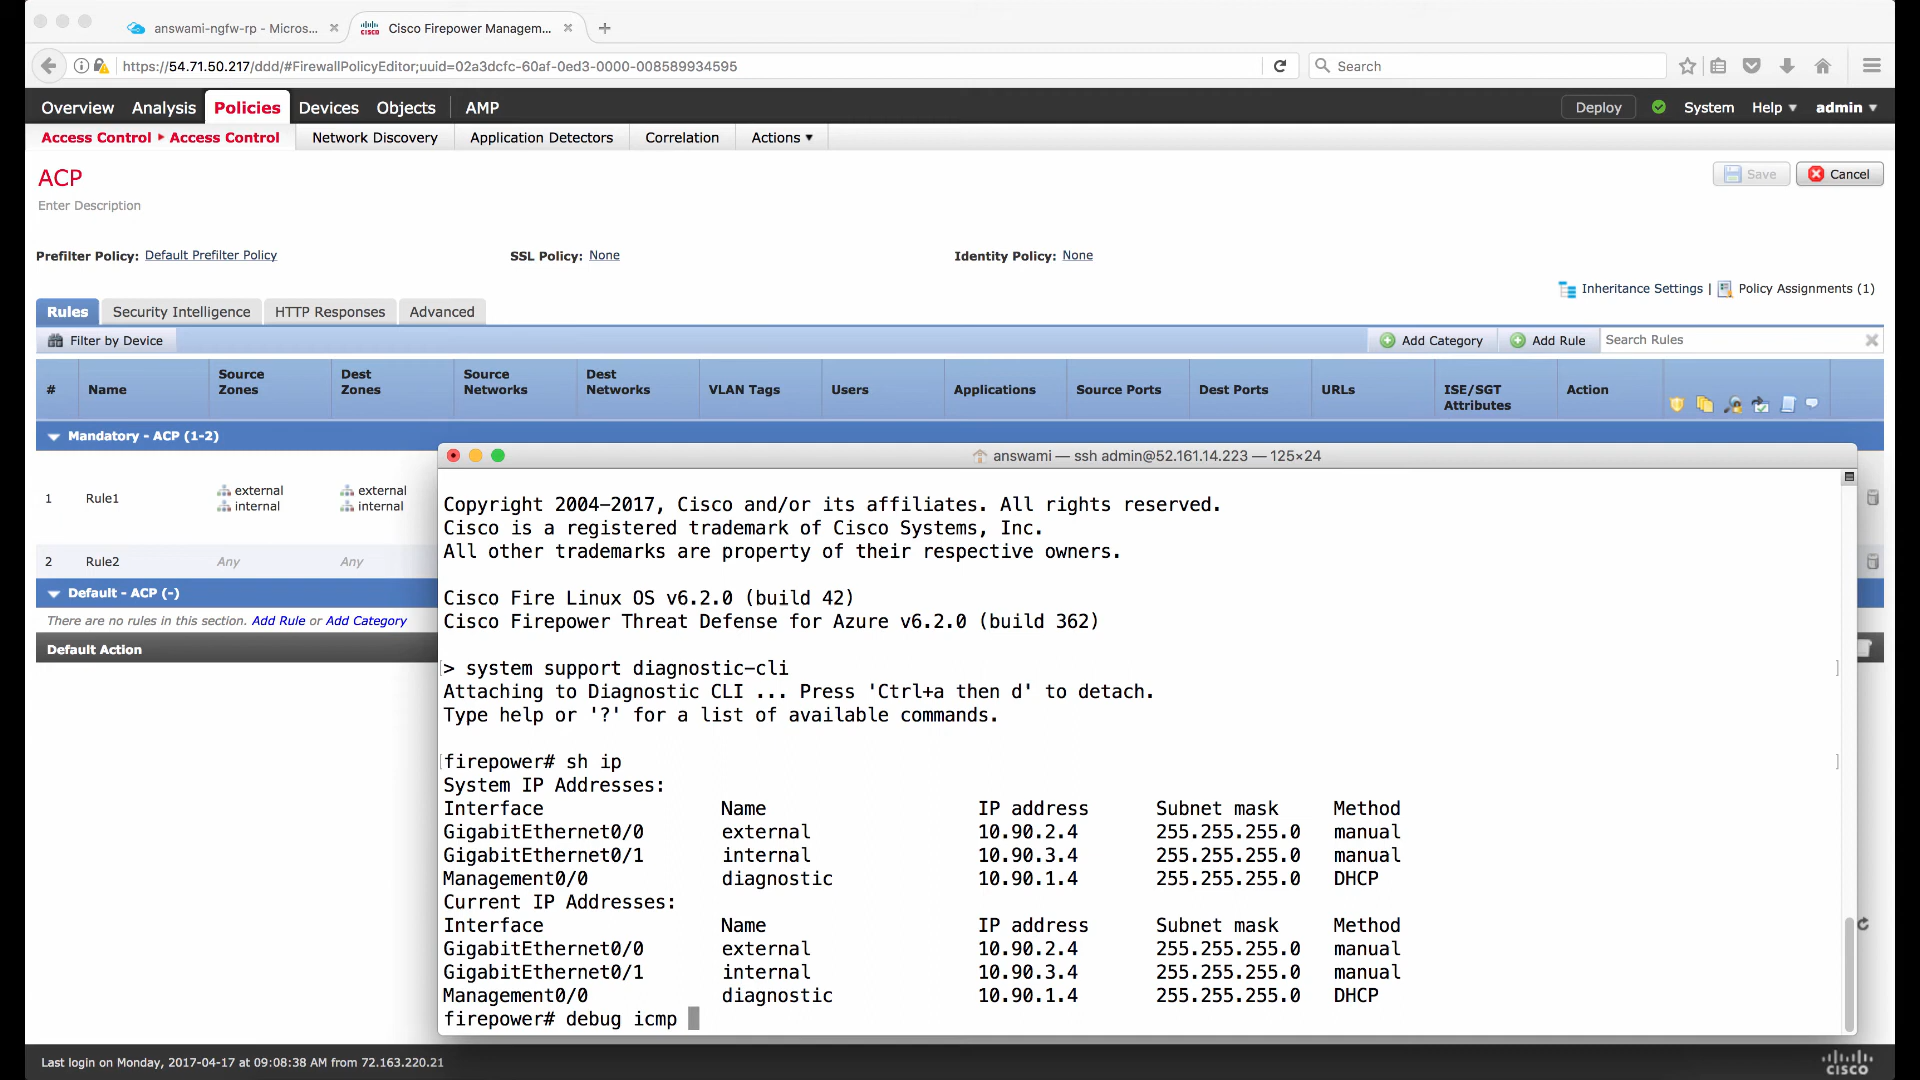 answami-ngfw-rp - Micros...
Cisco Firepower Managem...
https://54.71.50.217/ddd/#FirewallPolicyEditor;uuid=02a3dcfc-60af-0ed3-0000-008589934595
Search
Overview Analysis Policies Devices Objects AMP
Deploy System Help admin
Access Control Access Control Network Discovery Application Detectors Correlation Actions
ACP
Save Cancel
Enter Description
Prefilter Policy: Default Prefilter Policy SSL Policy: None Identity Policy: None
Inheritance Settings | Policy Assignments (1)
Rules Security Intelligence HTTP Responses Advanced
Filter by Device Add Category Add Rule Search Rules
# Name Source Zones Dest Zones Source Networks Dest Networks VLAN Tags Users Applications Source Ports Dest Ports URLs ISE/SGT Attributes Action
Mandatory - ACP (1-2)
1 Rule1 external internal external internal
2 Rule2 Any Any
Default - ACP (-)
There are no rules in this section. Add Rule or Add Category
Default Action
answami — ssh admin@52.161.14.223 — 125×24
Copyright 2004-2017, Cisco and/or its affiliates. All rights reserved.
Cisco is a registered trademark of Cisco Systems, Inc.
All other trademarks are property of their respective owners.
Cisco Fire Linux OS v6.2.0 (build 42)
Cisco Firepower Threat Defense for Azure v6.2.0 (build 362)
[> system support diagnostic-cli ]
Attaching to Diagnostic CLI ... Press 'Ctrl+a then d' to detach.
Type help or '?' for a list of available commands.
[firepower# sh ip ]
System IP Addresses:
Interface Name IP address Subnet mask Method
GigabitEthernet0/0 external 10.90.2.4 255.255.255.0 manual
GigabitEthernet0/1 internal 10.90.3.4 255.255.255.0 manual
Management0/0 diagnostic 10.90.1.4 255.255.255.0 DHCP
Current IP Addresses:
Interface Name IP address Subnet mask Method
GigabitEthernet0/0 external 10.90.2.4 255.255.255.0 manual
GigabitEthernet0/1 internal 10.90.3.4 255.255.255.0 manual
Management0/0 diagnostic 10.90.1.4 255.255.255.0 DHCP
firepower# debug icmp
Last login on Monday, 2017-04-17 at 09:08:38 AM from 72.163.220.21
CISCO